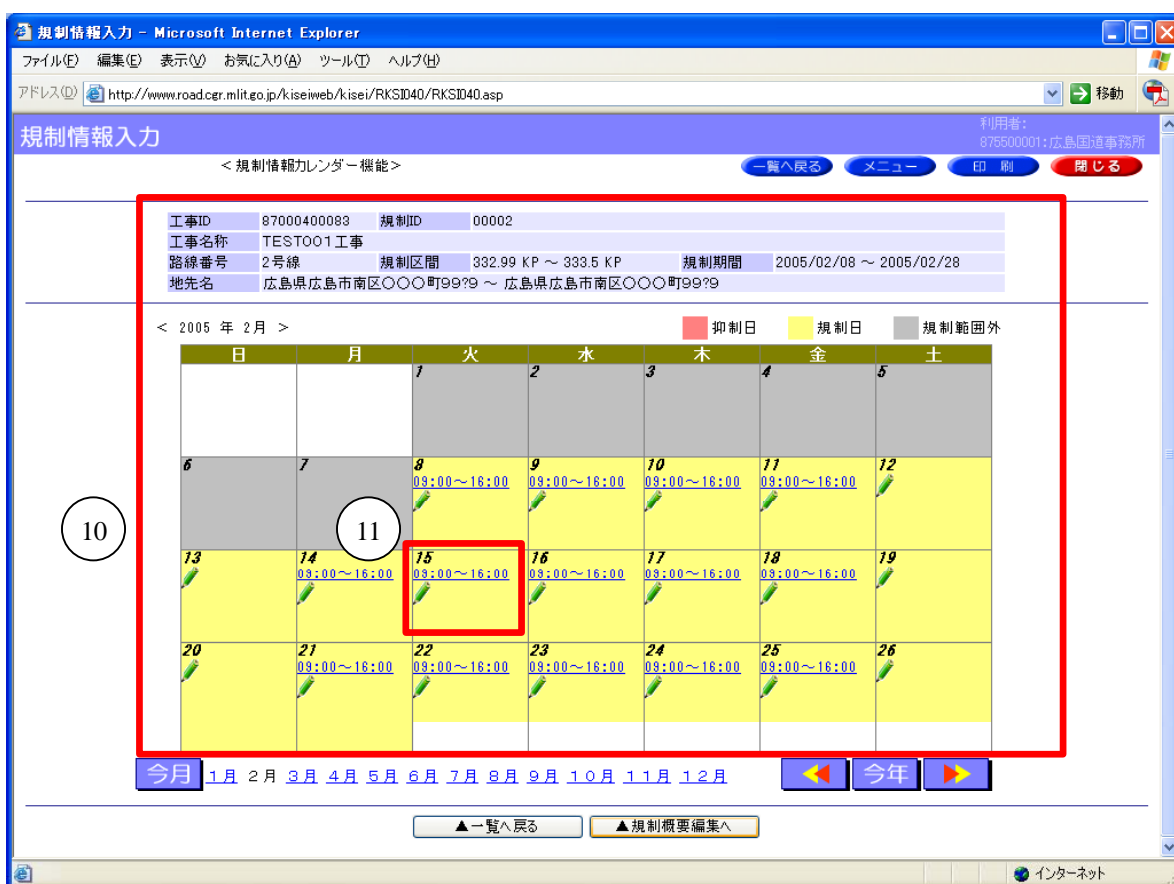 規制情報入力 - Microsoft Internet Explorer
ファイル(F) 編集(E) 表示(V) お気に入り(A) ツール(T) ヘルプ(H)
アドレス(D) http://www.road.cgr.mlit.go.jp/kiseiweb/kisei/RKSID40/RKSID40.asp 移動
規制情報入力
利用者:
875500001:広島国道事務所
＜規制情報カレンダー機能＞ 一覧へ戻る メニュー 印 刷 閉じる
工事ID 87000400083 規制ID 00002
工事名称 TEST001工事
路線番号 2号線 規制区間 332.99 KP ～ 333.5 KP 規制期間 2005/02/08 ～ 2005/02/28
地先名 広島県広島市南区〇〇〇町99?9 ～ 広島県広島市南区〇〇〇町99?9
< 2005 年 2月 > 抑制日 規制日 規制範囲外
日 月 火 水 木 金 土
1 2 3 4 5
6 7 8 9 10 11 12
09:00～16:00 09:00～16:00 09:00～16:00 09:00～16:00
10 11
13 14 15 16 17 18 19
09:00～16:00 09:00～16:00 09:00～16:00 09:00～16:00 09:00～16:00
20 21 22 23 24 25 26
09:00～16:00 09:00～16:00 09:00～16:00 09:00～16:00 09:00～16:00
今月 1月 2月 3月 4月 5月 6月 7月 8月 9月 10月 11月 12月 今年
▲一覧へ戻る ▲規制概要編集へ
インターネット